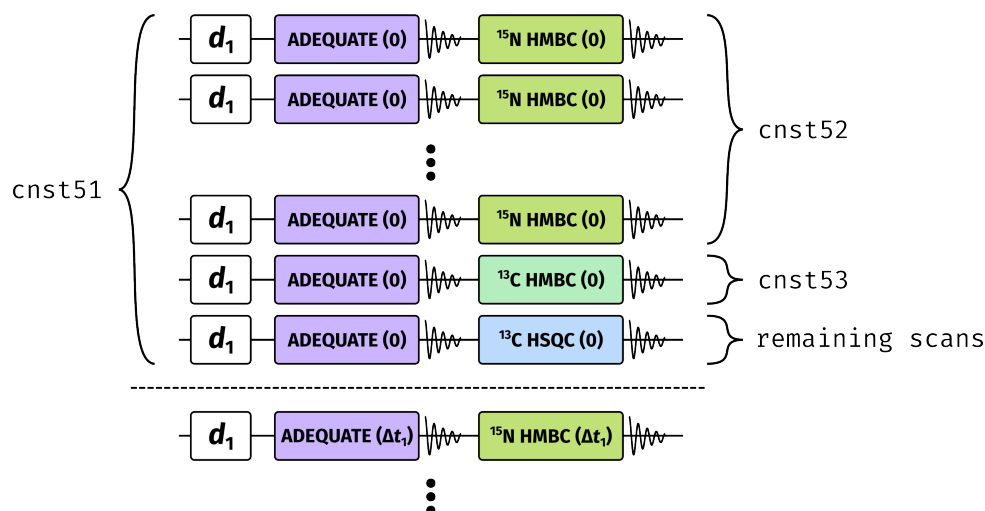 d₁ ADEQUATE (0) ¹⁵N HMBC (0)
d₁ ADEQUATE (0) ¹⁵N HMBC (0)
cnst52
cnst51
d₁ ADEQUATE (0) ¹⁵N HMBC (0)
d₁ ADEQUATE (0) ¹³C HMBC (0) cnst53
d₁ ADEQUATE (0) ¹³C HSQC (0) remaining scans
d₁ ADEQUATE (Δt₁) ¹⁵N HMBC (Δt₁)